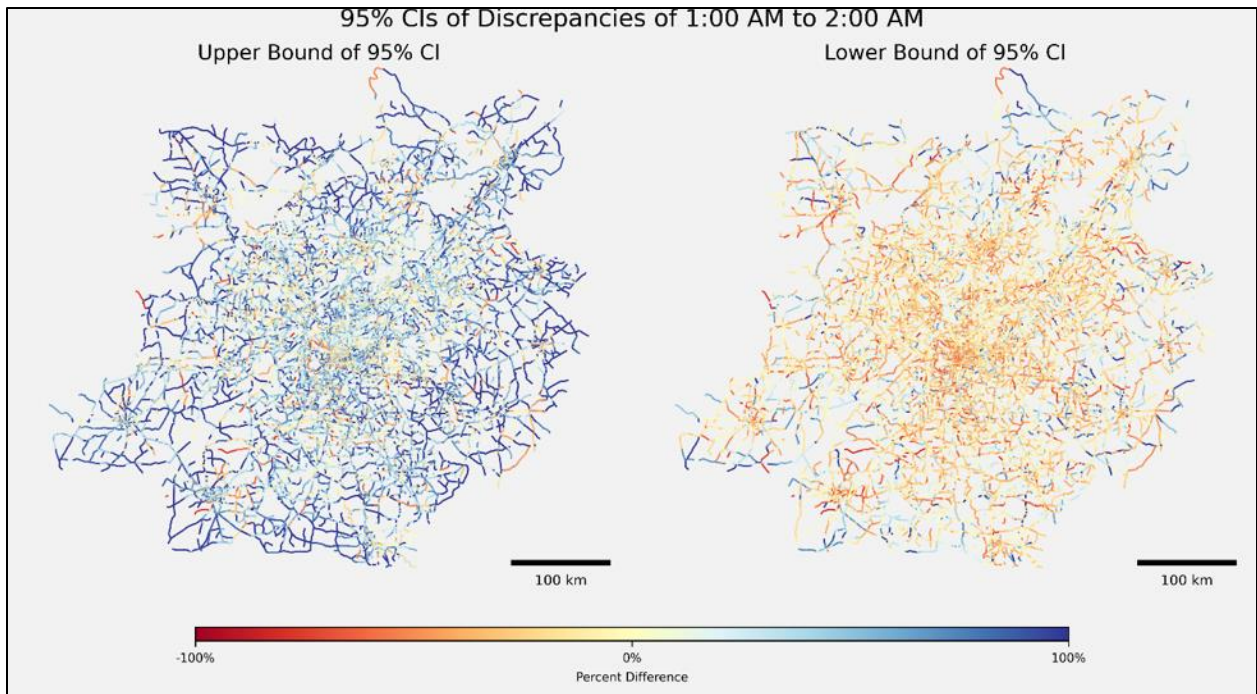 95% CIs of Discrepancies of 1:00 AM to 2:00 AM
Upper Bound of 95% CI
Lower Bound of 95% CI
100 km
100 km
-100%
0%
100%
Percent Difference